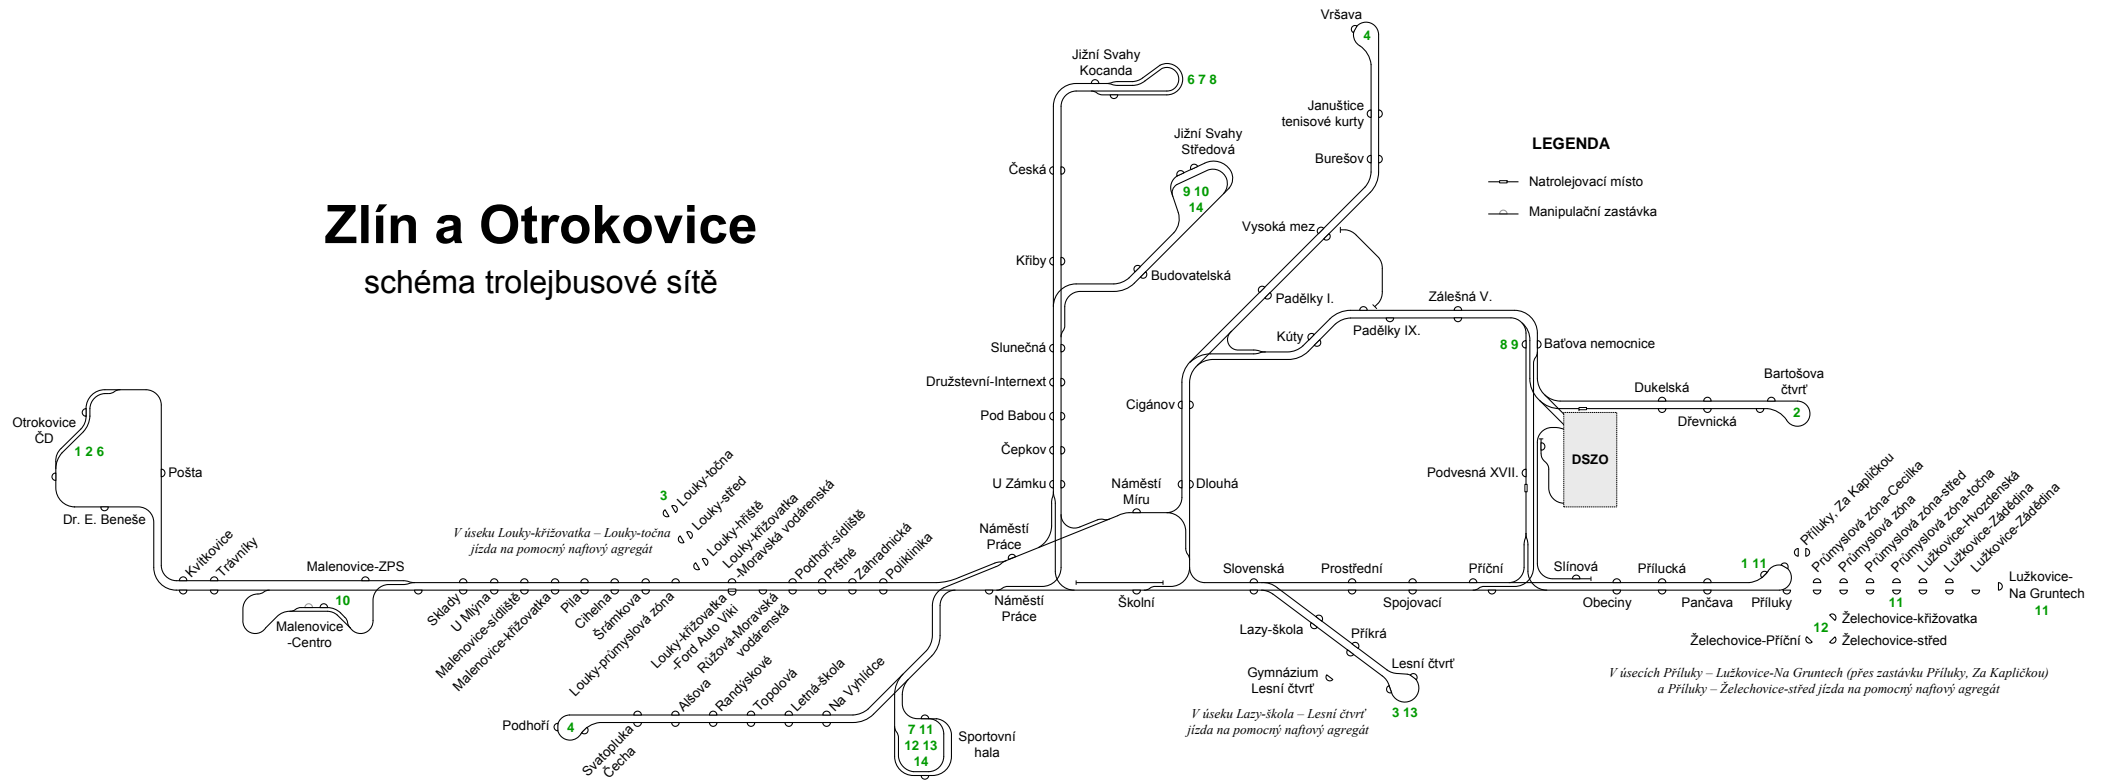 Zlín a Otrokovice
schéma trolejbusové sítě
Vršava
4
Jižní Svahy
Kocanda
6 7 8
Januštice
tenisové kurty
Jižní Svahy
Středová
9 10
14
Burešov
LEGENDA
Natrolejovací místo
Manipulační zastávka
Česká
Vysoká mez
Křiby
Budovatelská
Padělky I.
Zálešná V.
Padělky IX.
Kúty
Slunečná
8 9
Baťova nemocnice
Družstevní-Internext
Dukelská
Bartošova
čtvrť
2
Dřevnická
Pod Babou
Cigánov
Čepkov
U Zámku
Náměstí
Míru
Dlouhá
Podvesná XVII.
DSZO
Otrokovice
ČD
1 2 6
Pošta
Dr. E. Beneše
Kvítkovice
Trávníky
Malenovice-ZPS
10
Malenovice
-Centro
V úseku Louky-křižovatka – Louky-točna
jízda na pomocný naftový agregát
3
Louky-točna
Louky-střed
Louky-hřiště
Louky-křižovatka
-Moravská vodárenská
Podhoří-sídliště
Prštné
Zahradnická
Poliklinika
Sklady
U Mlýna
Malenovice-sídliště
Malenovice-křižovatka
Pila
Cihelna
Šrámkova
Louky-průmyslová zóna
Louky-křižovatka
-Ford Auto Viki
Růžová-Moravská
vodárenská
Náměstí
Práce
Náměstí
Práce
Školní
Slovenská
Prostřední
Spojovací
Příční
Slínová
Obeciny
Přílucká
Pančava
1 11
Příluky
Příluky, Za Kapličkou
Průmyslová zóna-Cecilka
Průmyslová zóna
Průmyslová zóna-střed
Průmyslová zóna-točna
11
Lužkovice-Hvozdenská
Lužkovice-Zádědina
Lužkovice-Zádědina
Lužkovice-
Na Gruntech
11
12
Želechovice-křižovatka
Želechovice-Příční
Želechovice-střed
V úsecích Příluky – Lužkovice-Na Gruntech (přes zastávku Příluky, Za Kapličkou)
a Příluky – Želechovice-střed jízda na pomocný naftový agregát
Lazy-škola
Příkrá
Lesní čtvrť
Gymnázium
Lesní čtvrť
3 13
V úseku Lazy-škola – Lesní čtvrť
jízda na pomocný naftový agregát
Podhoří
4
Svatopluka
Čecha
Alšova
Randýskové
Topolová
Letná-škola
Na Vyhlídce
7 11
12 13
14
Sportovní
hala